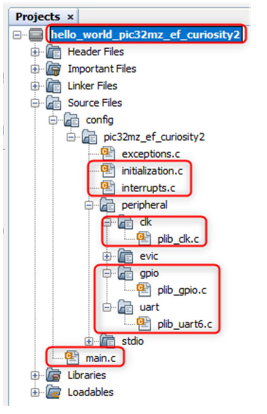 Projects ×
hello_world_pic32mz_ef_curiosity2
Header Files
Important Files
Linker Files
Source Files
config
pic32mz_ef_curiosity2
exceptions.c
initialization.c
interrupts.c
peripheral
clk
plib_clk.c
evic
gpio
plib_gpio.c
uart
plib_uart6.c
stdio
main.c
Libraries
Loadables